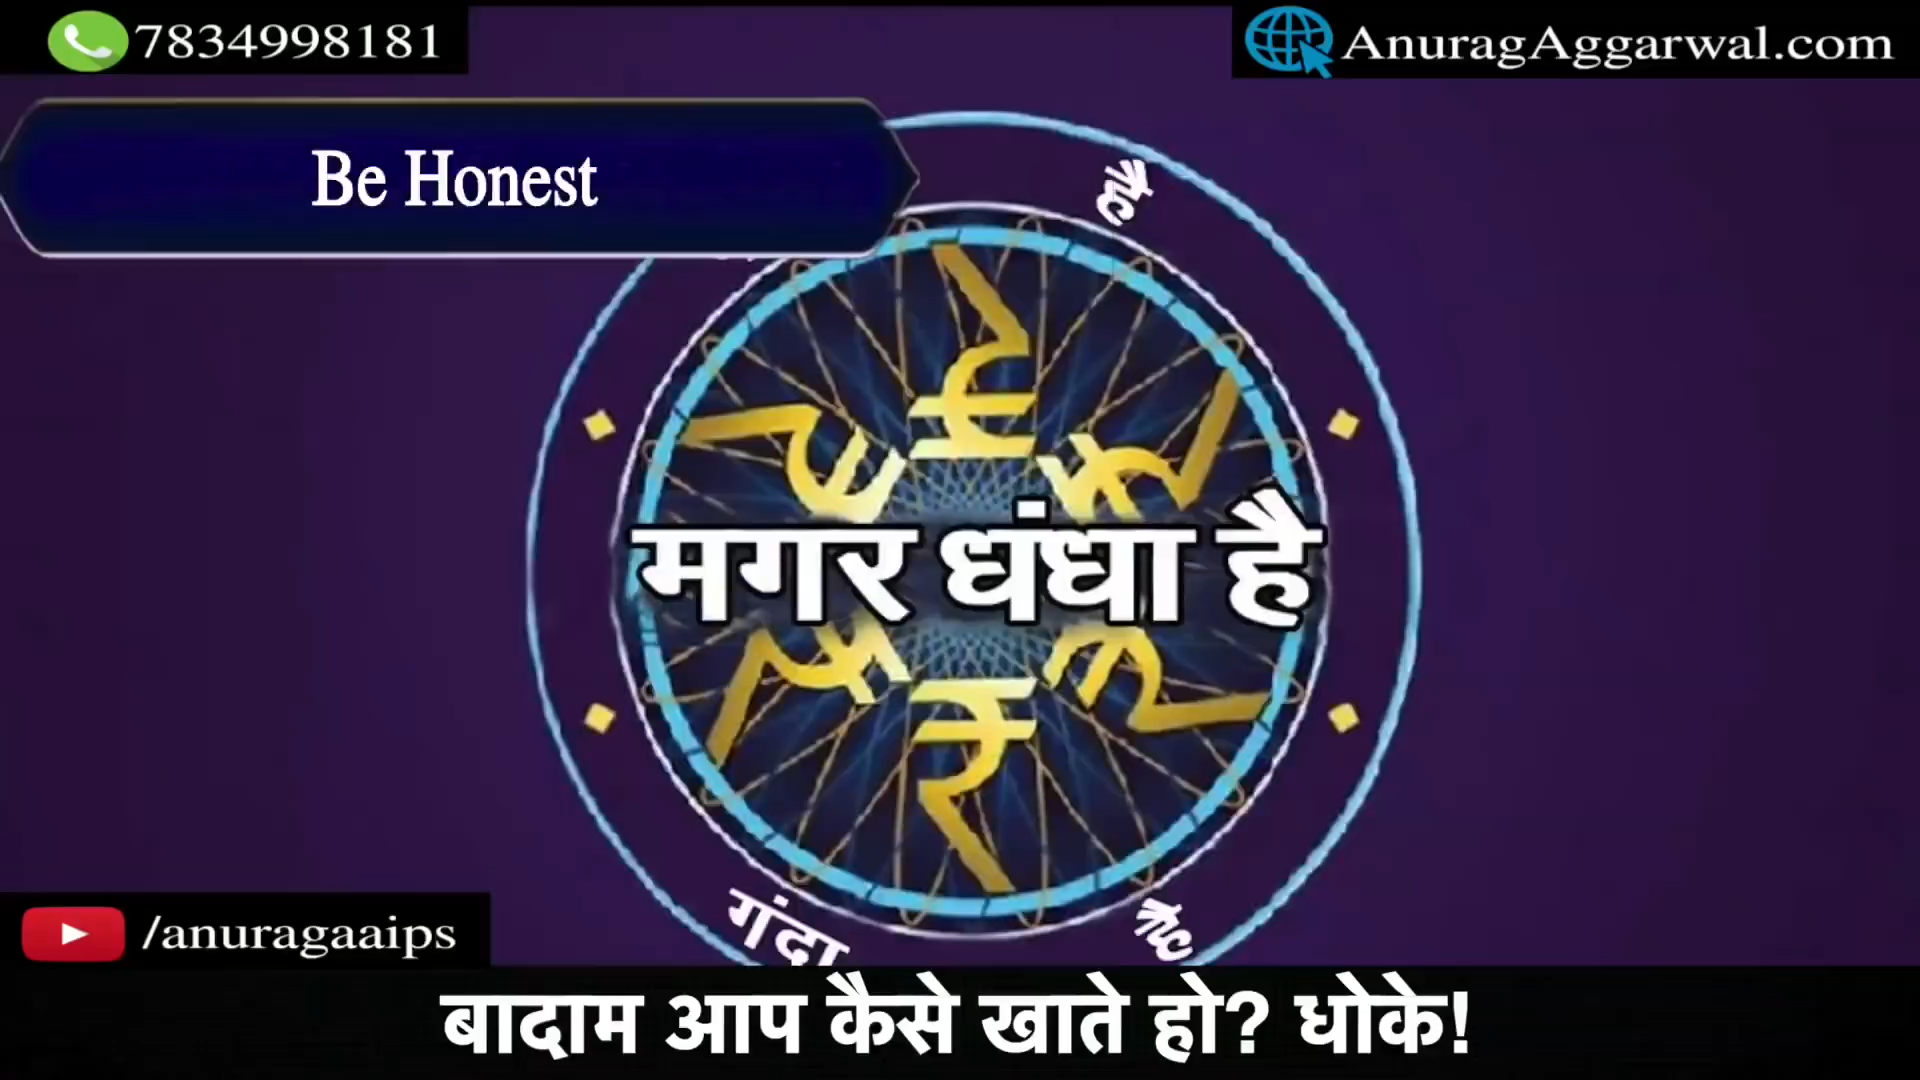 7834998181
AnuragAggarwal.com
Be Honest
है
मगर धंधा है
गंदा
है
/anuragaaips
बादाम आप कैसे खाते हो? धोके!